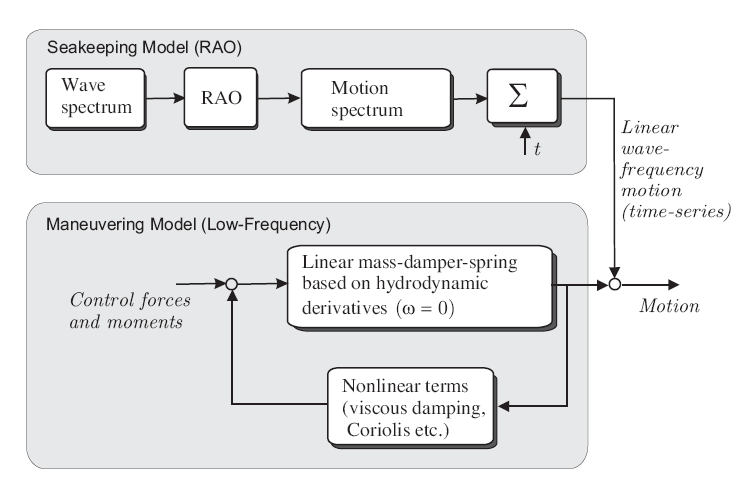 Seakeeping Model (RAO)
Wave
spectrum
RAO
Motion
spectrum
Σ
t
Linear
wave-
frequency
motion
(time-series)
Maneuvering Model (Low-Frequency)
Control forces
and moments
Linear mass-damper-spring
based on hydrodynamic
derivatives (ω = 0)
Motion
Nonlinear terms
(viscous damping,
Coriolis etc.)